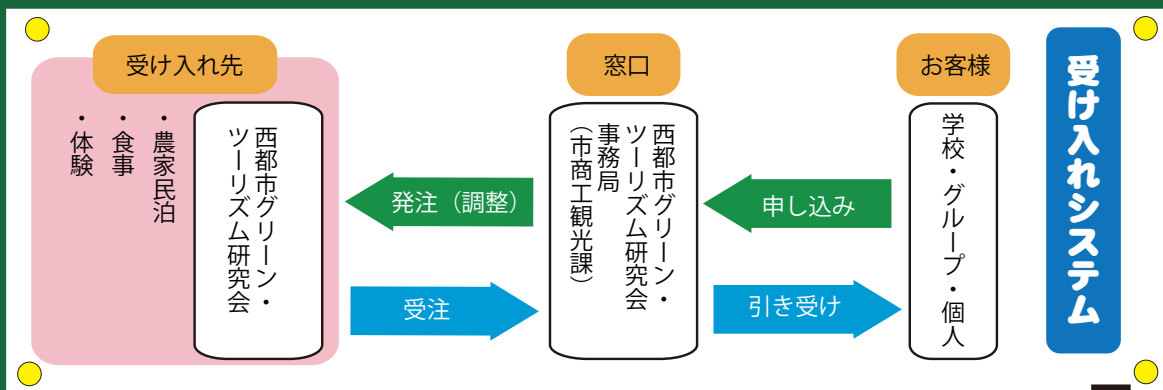 受け入れシステム
お客様
学校・グループ・個人
申し込み
引き受け
窓口
西都市グリーン・
ツーリズム研究会
事務局
（市商工観光課）
発注（調整）
受注
受け入れ先
西都市グリーン・
ツーリズム研究会
・農家民泊
・食事
・体験